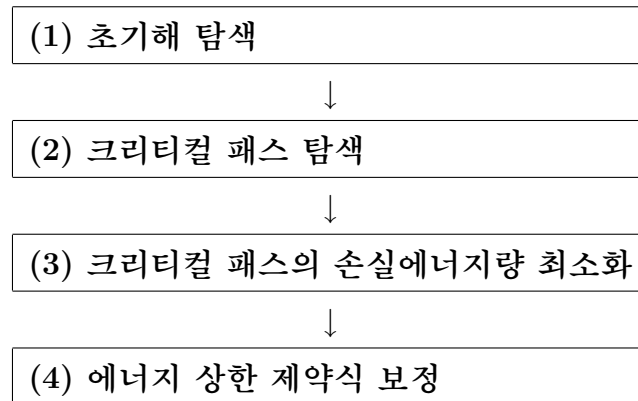 (1) 초기해 탐색
↓
(2) 크리티컬 패스 탐색
↓
(3) 크리티컬 패스의 손실에너지량 최소화
↓
(4) 에너지 상한 제약식 보정